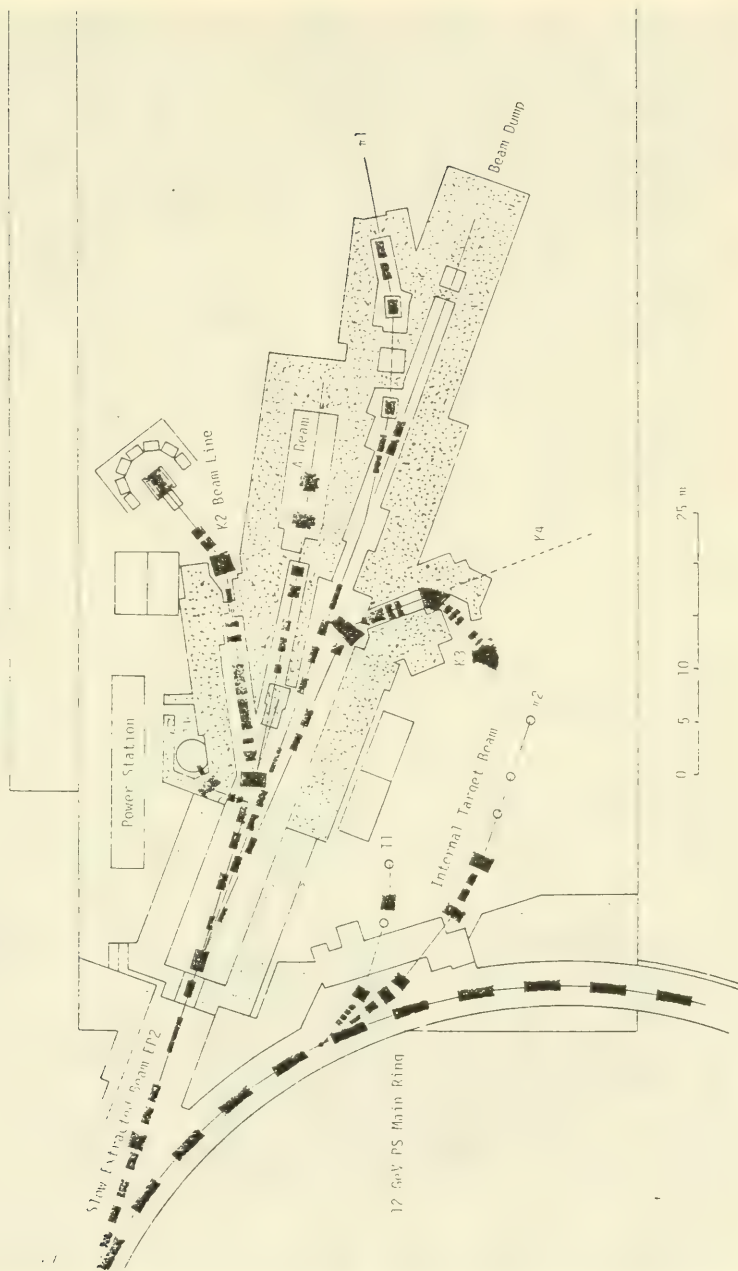 π1
Beam Dump
K2 Beam Line
A Beam
Power Station
K4
K3
25 m
10
5
0
π2
Internal Target Beam
T1
Slow Extracted Beam EP2
12 GeV PS Main Ring